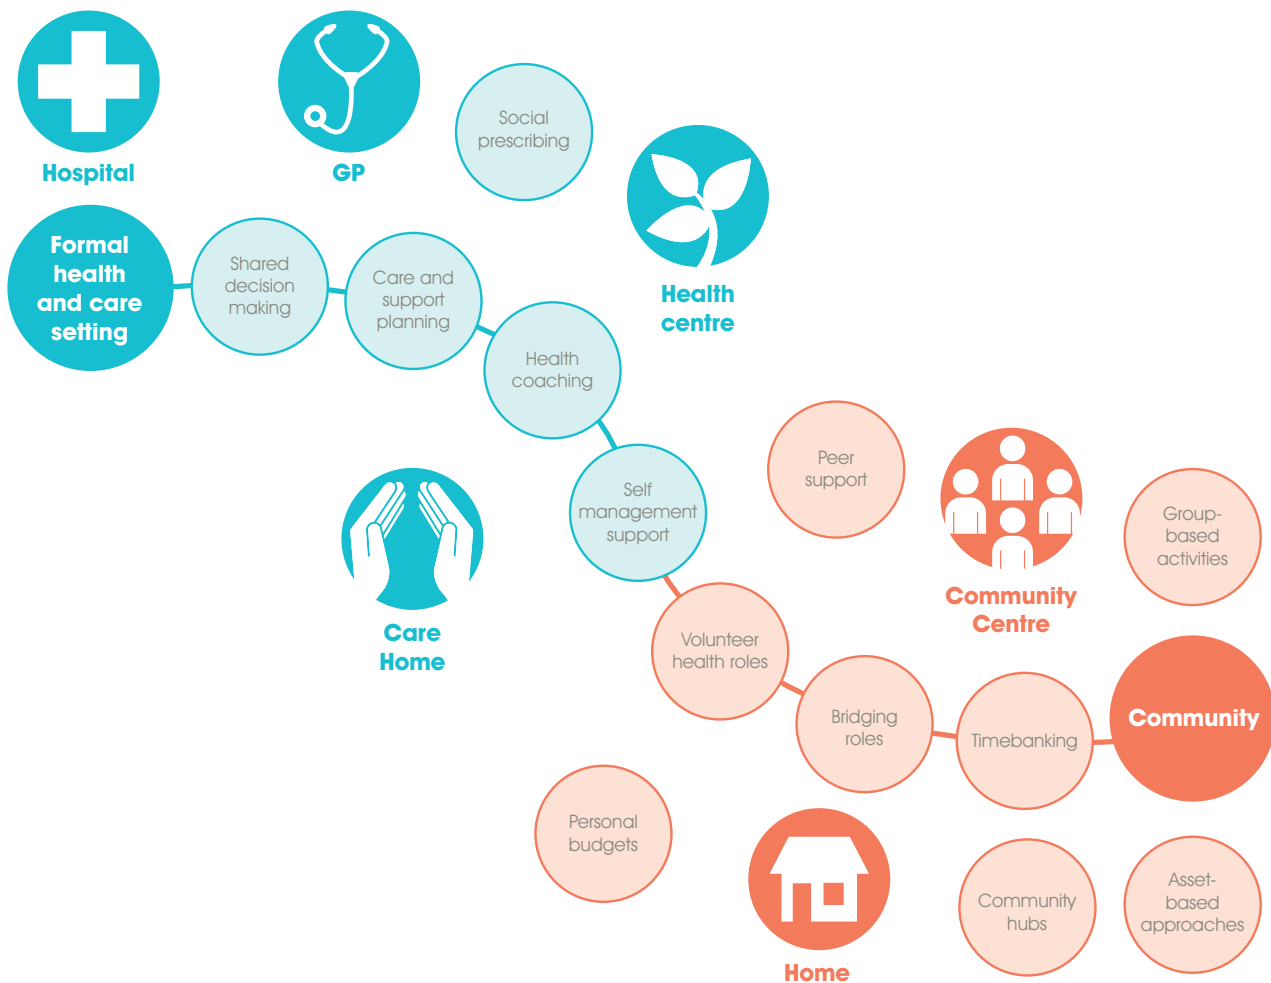 Hospital
GP
Social
prescribing
Health
centre
Formal
health
and care
setting
Shared
decision
making
Care and
support
planning
Health
coaching
Self
management
support
Care
Home
Peer
support
Community
Centre
Group-
based
activities
Volunteer
health roles
Bridging
roles
Timebanking
Community
Personal
budgets
Home
Community
hubs
Asset-
based
approaches